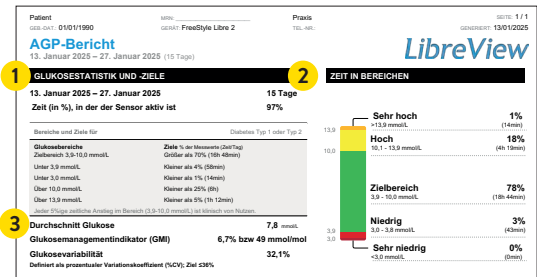 Patient
MRN:
Praxis
SEITE: 1 / 1
GEB.-DAT.: 01/01/1990
GERÄT: FreeStyle Libre 2
TEL.-NR.:
GENERIERT: 13/01/2025
AGP-Bericht
13. Januar 2025 - 27. Januar 2025 (15 Tage)
LibreView
1 GLUKOSESTATISTIK UND -ZIELE
13. Januar 2025 - 27. Januar 2025 15 Tage
Zeit (in %), in der der Sensor aktiv ist 97%
Bereiche und Ziele für Diabetes Typ 1 oder Typ 2
Glukosebereiche Ziele % der Messwerte (Zeit/Tag)
Zielbereich 3,9-10,0 mmol/L Größer als 70% (16h 48min)
Unter 3,9 mmol/L Kleiner als 4% (58min)
Unter 3,0 mmol/L Kleiner als 1% (14min)
Über 10,0 mmol/L Kleiner als 25% (6h)
Über 13,9 mmol/L Kleiner als 5% (1h 12min)
Jeder 5%ige zeitliche Anstieg im Bereich (3,9-10,0 mmol/L) ist klinisch von Nutzen.
3 Durchschnitt Glukose 7,8 mmol/L
Glukosemanagementindikator (GMI) 6,7% bzw 49 mmol/mol
Glukosevariabilität 32,1%
Definiert als prozentualer Variationskoeffizient (%CV); Ziel ≤36%
2 ZEIT IN BEREICHEN
Sehr hoch 1%
>13,9 mmol/L (14min)
13,9
Hoch 18%
10,1 - 13,9 mmol/L (4h 19min)
10,0
Zielbereich 78%
3,9 - 10,0 mmol/L (18h 44min)
Niedrig 3%
3,0 - 3,8 mmol/L (43min)
3,9
3,0
Sehr niedrig 0%
<3,0 mmol/L (0min)